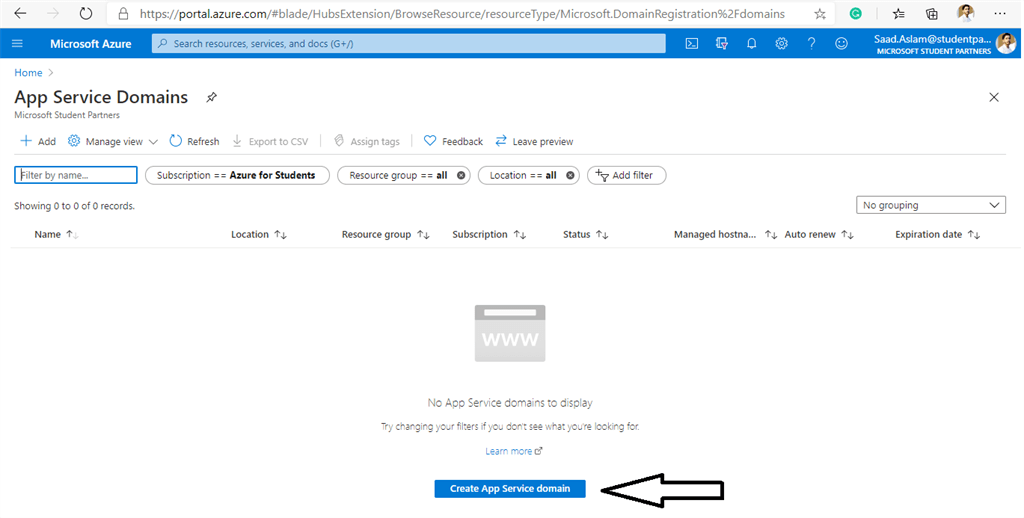 https://portal.azure.com/#blade/HubsExtension/BrowseResource/resourceType/Microsoft.DomainRegistration%2Fdomains
Microsoft Azure
Search resources, services, and docs (G+/)
Saad.Aslam@studentpa...
MICROSOFT STUDENT PARTNERS
Home
App Service Domains
Microsoft Student Partners
Add Manage view Refresh Export to CSV Assign tags Feedback Leave preview
Filter by name... Subscription == Azure for Students Resource group == all Location == all Add filter
Showing 0 to 0 of 0 records. No grouping
Name Location Resource group Subscription Status Managed hostna... Auto renew Expiration date
WWW
No App Service domains to display
Try changing your filters if you don't see what you're looking for.
Learn more
Create App Service domain